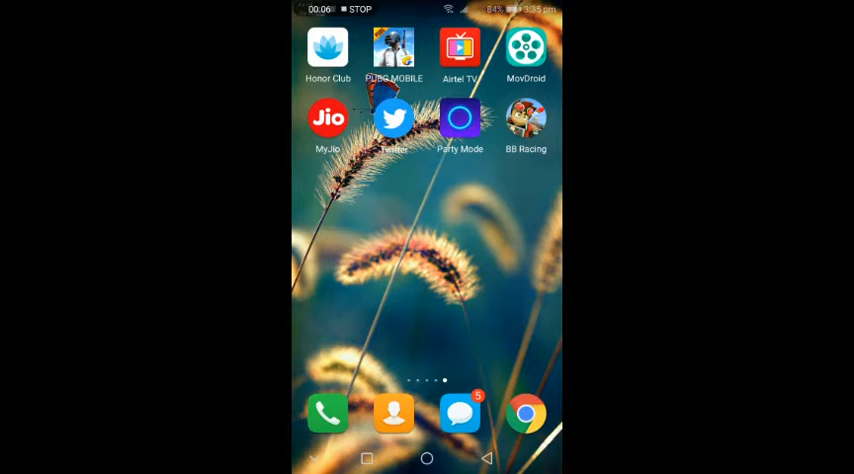 00:06 STOP 84% 3:35 pm
Honor Club PUBG MOBILE Airtel TV MovDroid
Jio
MyJio Twitter Party Mode BB Racing
5